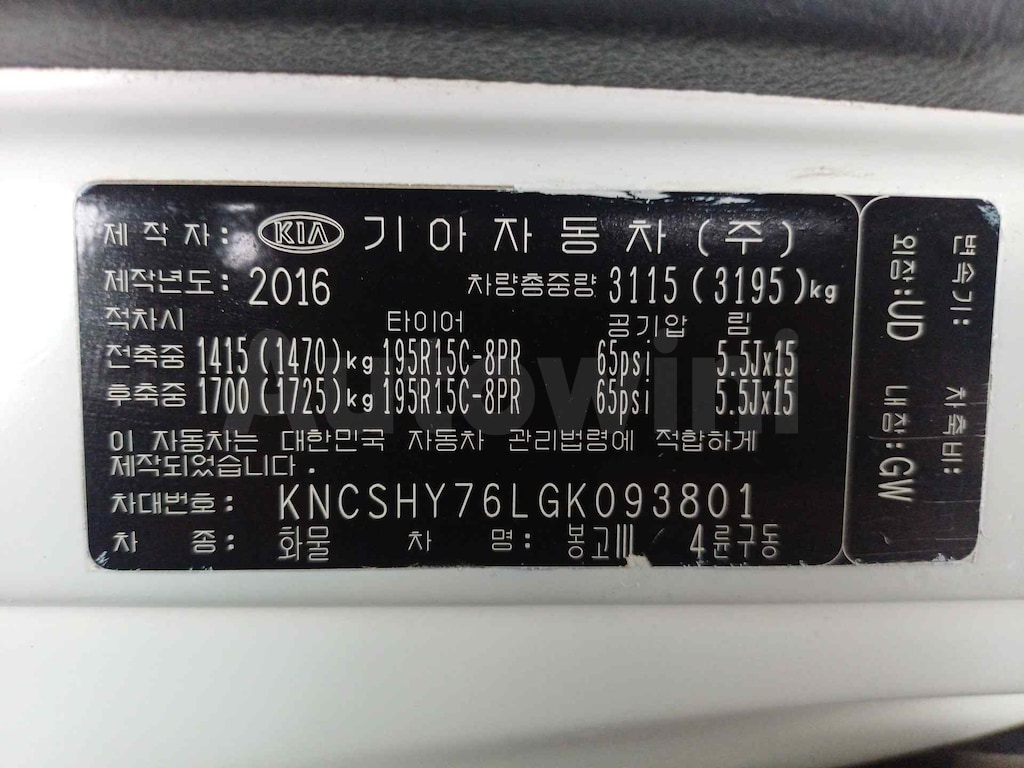 제 작 자 : KIA 기 아 자 동 차 ( 주 )
제작년도 : 2016 차량총중량 3115 ( 3195 ) kg
적차시 타이어 공기압 림
전축중 1415 ( 1470 ) kg 195R15C-8PR 65psi 5.5Jx15
후축중 1700 ( 1725 ) kg 195R15C-8PR 65psi 5.5Jx15
이 자동차는 대한민국 자동차 관리법령에 적합하게
제작되었습니다 .
차대번호 : KNCSHY76LGK093801
차 종 : 화물 차 명 : 봉고III / 4륜구동
변속기 : 차축비 :
외장 : UD 내장 : GW
Autowini